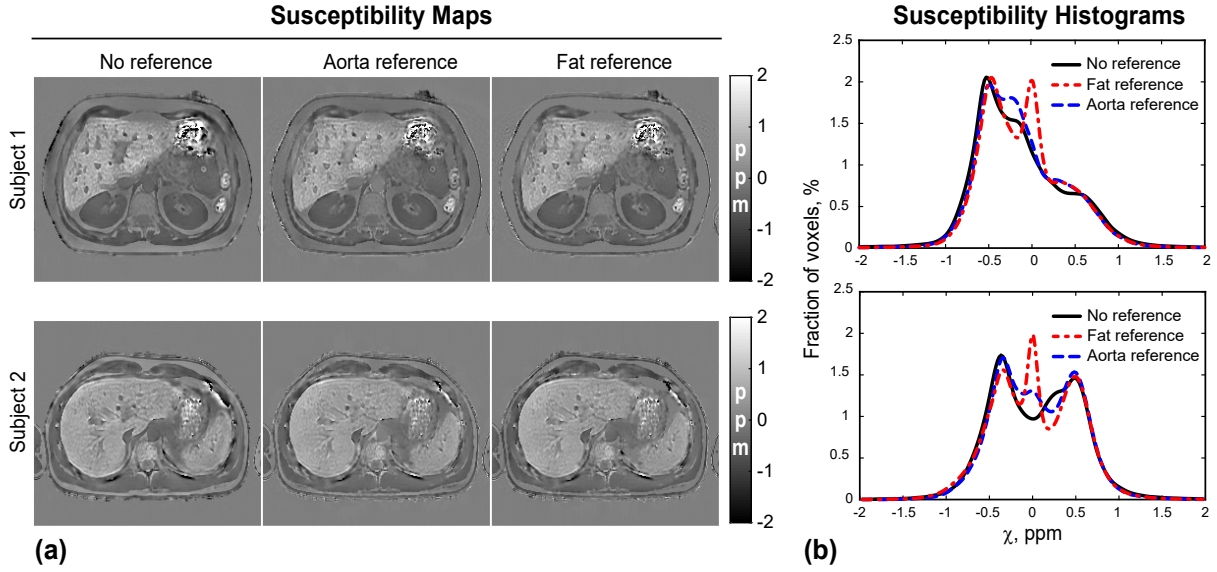 Susceptibility Maps
No reference
Aorta reference
Fat reference
Subject 1
2
1
0
-1
-2
ppm
Subject 2
2
1
0
-1
-2
ppm
(a)
Susceptibility Histograms
2.5
2
1.5
1
0.5
0
No reference
Fat reference
Aorta reference
-2
-1.5
-1
-0.5
0
0.5
1
1.5
2
Fraction of voxels, %
2.5
2
1.5
1
0.5
0
No reference
Fat reference
Aorta reference
-2
-1.5
-1
-0.5
0
0.5
1
1.5
2
χ, ppm
(b)